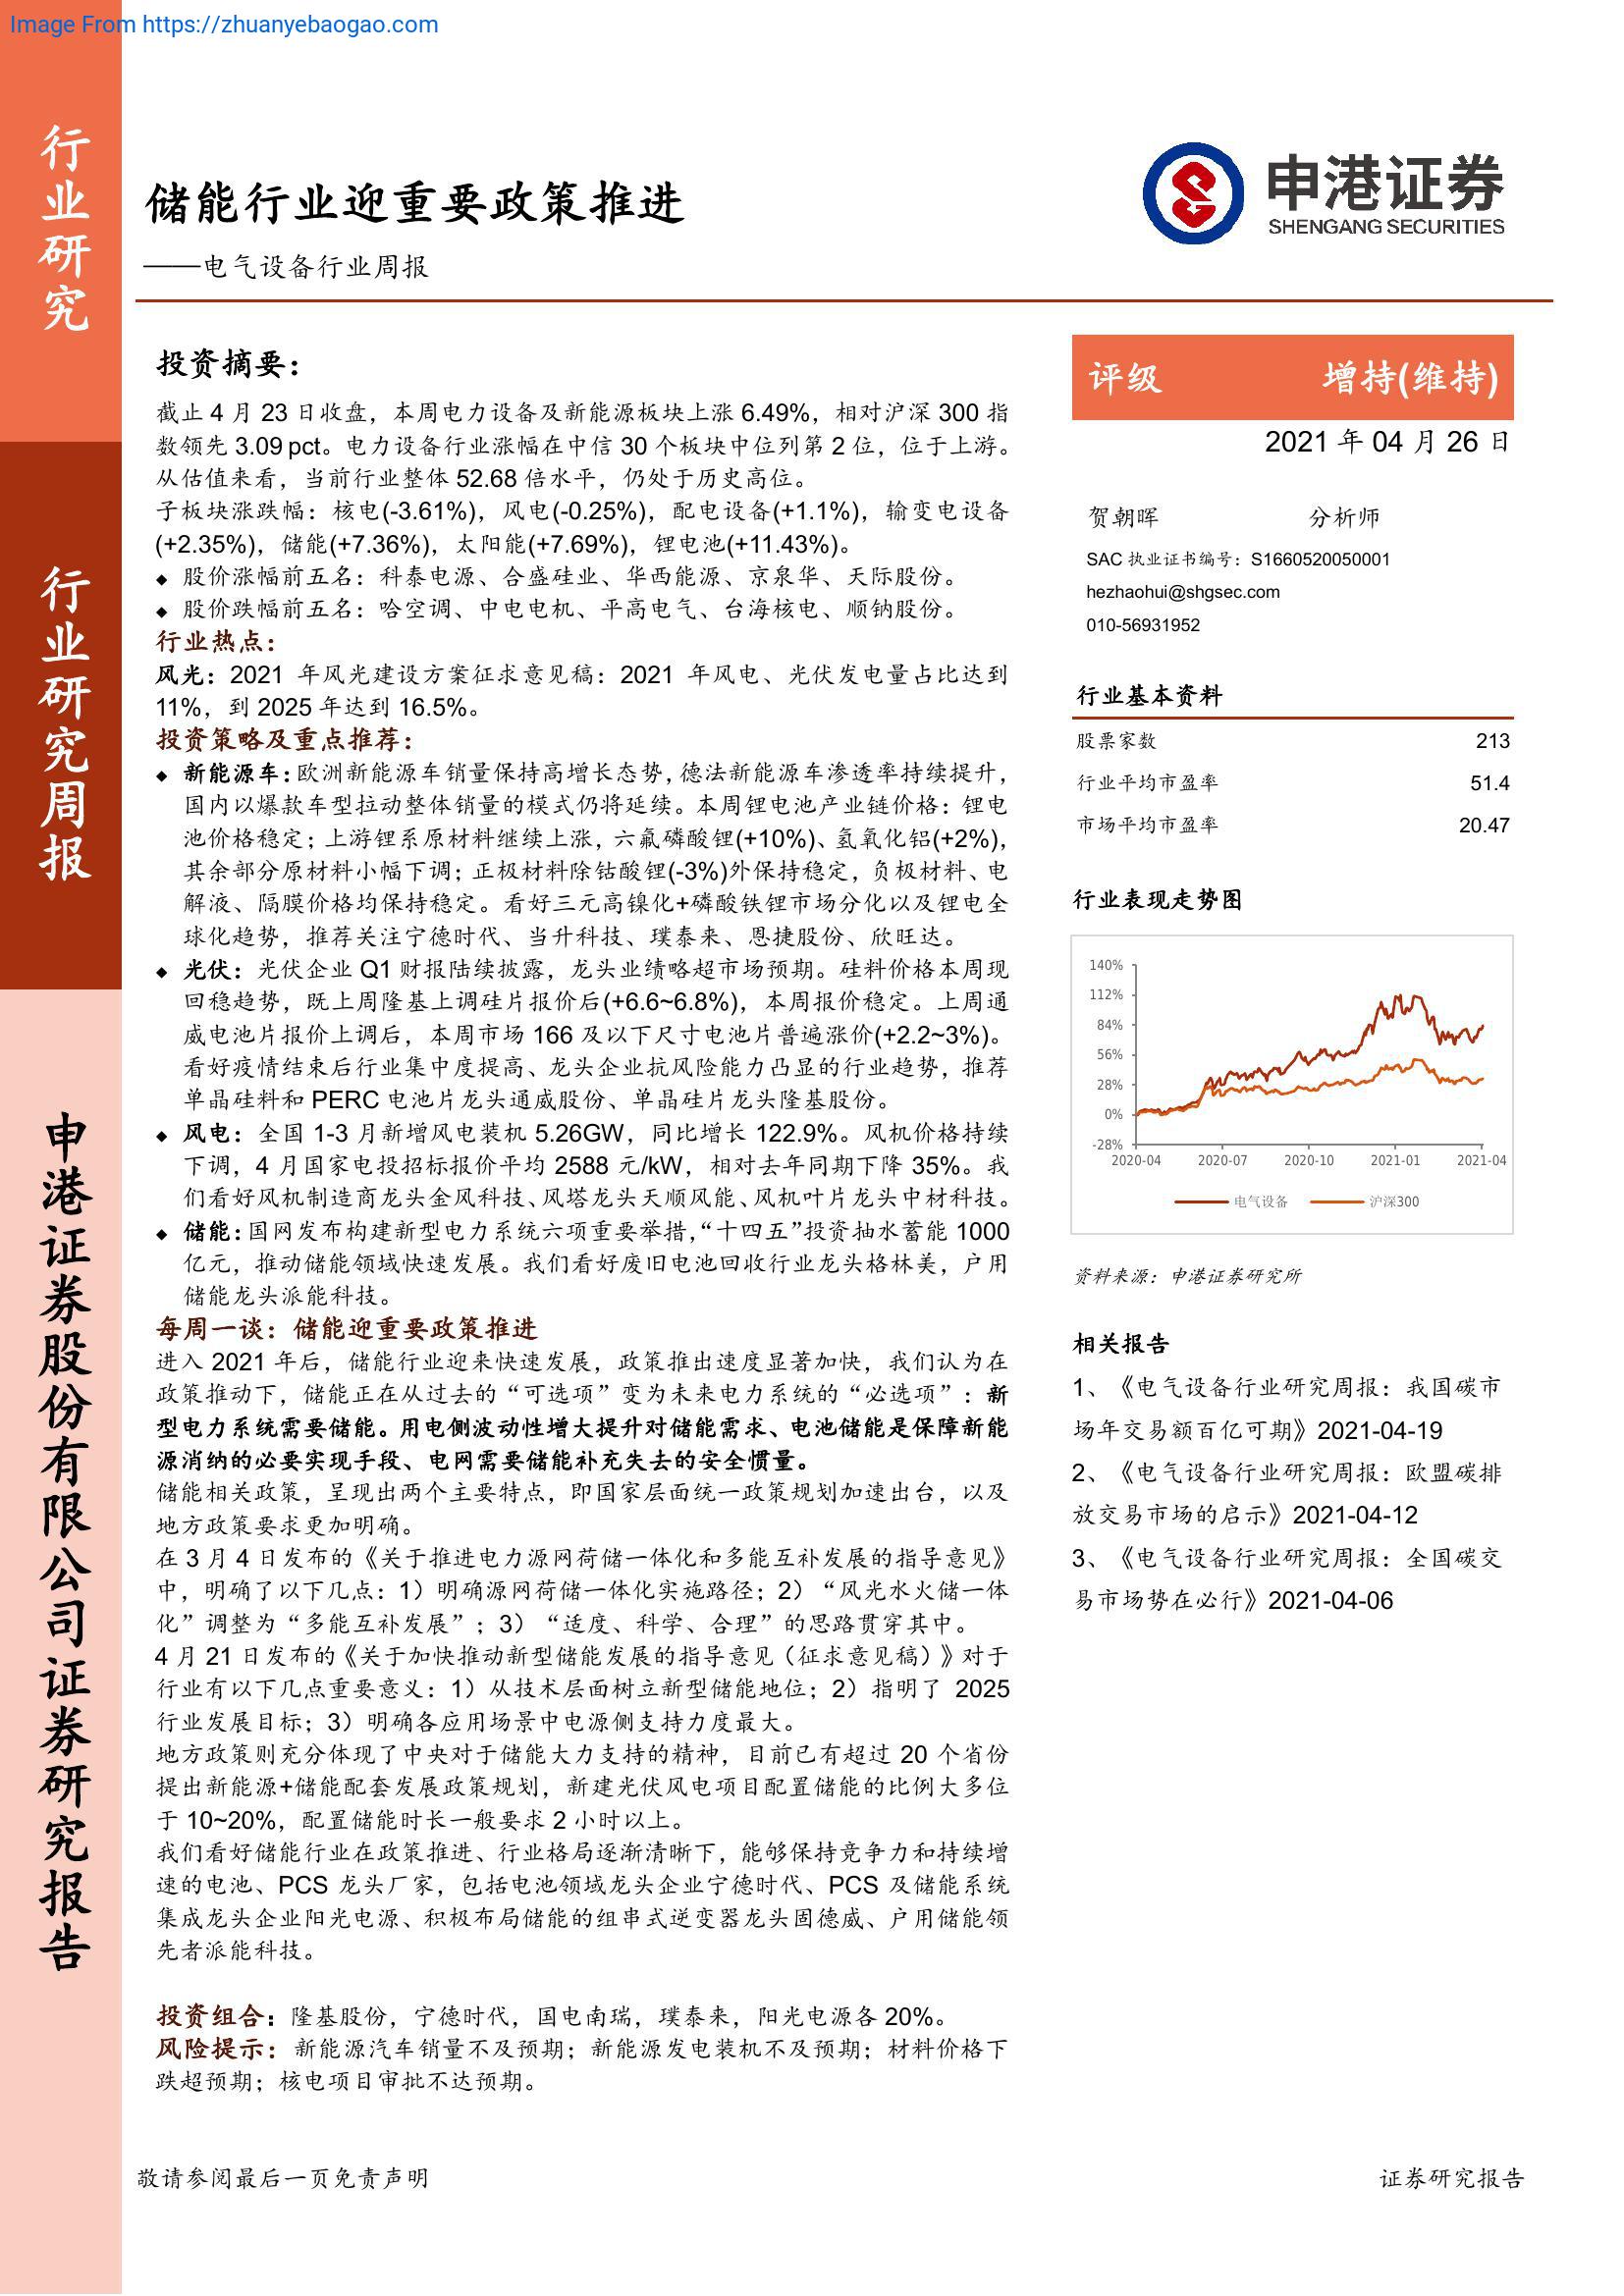 Image From https://zhuanyebaogao.com
行业研究
行业研究周报
申港证券股份有限公司证券研究报告
储能行业迎重要政策推进
——电气设备行业周报
申港证券
SHENGANG SECURITIES
投资摘要：
截止 4 月 23 日收盘，本周电力设备及新能源板块上涨 6.49%，相对沪深 300 指
数领先 3.09 pct。电力设备行业涨幅在中信 30 个板块中位列第 2 位，位于上游。
从估值来看，当前行业整体 52.68 倍水平，仍处于历史高位。
子板块涨跌幅：核电(-3.61%)，风电(-0.25%)，配电设备(+1.1%)，输变电设备
(+2.35%)，储能(+7.36%)，太阳能(+7.69%)，锂电池(+11.43%)。
◆ 股价涨幅前五名：科泰电源、合盛硅业、华西能源、京泉华、天际股份。
◆ 股价跌幅前五名：哈空调、中电电机、平高电气、台海核电、顺钠股份。
行业热点：
风光：2021 年风光建设方案征求意见稿：2021 年风电、光伏发电量占比达到
11%，到 2025 年达到 16.5%。
投资策略及重点推荐：
◆ 新能源车：欧洲新能源车销量保持高增长态势，德法新能源车渗透率持续提升，
国内以爆款车型拉动整体销量的模式仍将延续。本周锂电池产业链价格：锂电
池价格稳定；上游锂系原材料继续上涨，六氟磷酸锂(+10%)、氢氧化铝(+2%)，
其余部分原材料小幅下调；正极材料除钴酸锂(-3%)外保持稳定，负极材料、电
解液、隔膜价格均保持稳定。看好三元高镍化+磷酸铁锂市场分化以及锂电全
球化趋势，推荐关注宁德时代、当升科技、璞泰来、恩捷股份、欣旺达。
◆ 光伏：光伏企业 Q1 财报陆续披露，龙头业绩略超市场预期。硅料价格本周现
回稳趋势，既上周隆基上调硅片报价后(+6.6~6.8%)，本周报价稳定。上周通
威电池片报价上调后，本周市场 166 及以下尺寸电池片普遍涨价(+2.2~3%)。
看好疫情结束后行业集中度提高、龙头企业抗风险能力凸显的行业趋势，推荐
单晶硅料和 PERC 电池片龙头通威股份、单晶硅片龙头隆基股份。
◆ 风电：全国 1-3 月新增风电装机 5.26GW，同比增长 122.9%。风机价格持续
下调，4 月国家电投招标报价平均 2588 元/kW，相对去年同期下降 35%。我
们看好风机制造商龙头金风科技、风塔龙头天顺风能、风机叶片龙头中材科技。
◆ 储能：国网发布构建新型电力系统六项重要举措，“十四五”投资抽水蓄能 1000
亿元，推动储能领域快速发展。我们看好废旧电池回收行业龙头格林美，户用
储能龙头派能科技。
每周一谈：储能迎重要政策推进
进入 2021 年后，储能行业迎来快速发展，政策推出速度显著加快，我们认为在
政策推动下，储能正在从过去的“可选项”变为未来电力系统的“必选项”：新
型电力系统需要储能。用电侧波动性增大提升对储能需求、电池储能是保障新能
源消纳的必要实现手段、电网需要储能补充失去的安全惯量。
储能相关政策，呈现出两个主要特点，即国家层面统一政策规划加速出台，以及
地方政策要求更加明确。
在 3 月 4 日发布的《关于推进电力源网荷储一体化和多能互补发展的指导意见》
中，明确了以下几点：1）明确源网荷储一体化实施路径；2）“风光水火储一体
化”调整为“多能互补发展”；3）“适度、科学、合理”的思路贯穿其中。
4 月 21 日发布的《关于加快推动新型储能发展的指导意见（征求意见稿）》对于
行业有以下几点重要意义：1）从技术层面树立新型储能地位；2）指明了 2025
行业发展目标；3）明确各应用场景中电源侧支持力度最大。
地方政策则充分体现了中央对于储能大力支持的精神，目前已有超过 20 个省份
提出新能源+储能配套发展政策规划，新建光伏风电项目配置储能的比例大多位
于 10~20%，配置储能时长一般要求 2 小时以上。
我们看好储能行业在政策推进、行业格局逐渐清晰下，能够保持竞争力和持续增
速的电池、PCS 龙头厂家，包括电池领域龙头企业宁德时代、PCS 及储能系统
集成龙头企业阳光电源、积极布局储能的组串式逆变器龙头固德威、户用储能领
先者派能科技。
投资组合：隆基股份，宁德时代，国电南瑞，璞泰来，阳光电源各 20%。
风险提示：新能源汽车销量不及预期；新能源发电装机不及预期；材料价格下
跌超预期；核电项目审批不达预期。
评级 增持(维持)
2021 年 04 月 26 日
贺朝晖 分析师
SAC 执业证书编号：S1660520050001
hezhaohui@shgsec.com
010-56931952
行业基本资料
股票家数 213
行业平均市盈率 51.4
市场平均市盈率 20.47
行业表现走势图
140%
112%
84%
56%
28%
0%
-28%
2020-04 2020-07 2020-10 2021-01 2021-04
电气设备 沪深300
资料来源：申港证券研究所
相关报告
1、《电气设备行业研究周报：我国碳市
场年交易额百亿可期》2021-04-19
2、《电气设备行业研究周报：欧盟碳排
放交易市场的启示》2021-04-12
3、《电气设备行业研究周报：全国碳交
易市场势在必行》2021-04-06
敬请参阅最后一页免责声明 证券研究报告